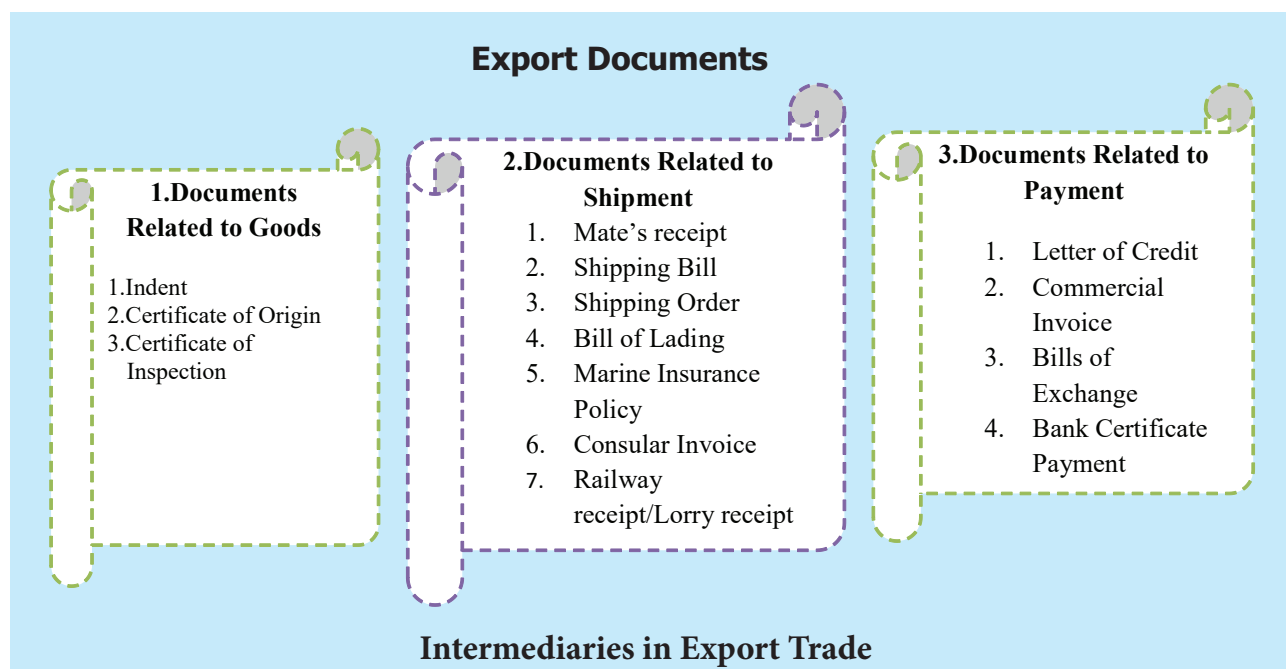 Export Documents
1.Documents
Related to Goods
1.Indent
2.Certificate of Origin
3.Certificate of
Inspection
2.Documents Related to
Shipment
1. Mate’s receipt
2. Shipping Bill
3. Shipping Order
4. Bill of Lading
5. Marine Insurance
Policy
6. Consular Invoice
7. Railway
receipt/Lorry receipt
3.Documents Related to
Payment
1. Letter of Credit
2. Commercial
Invoice
3. Bills of
Exchange
4. Bank Certificate
Payment
Intermediaries in Export Trade